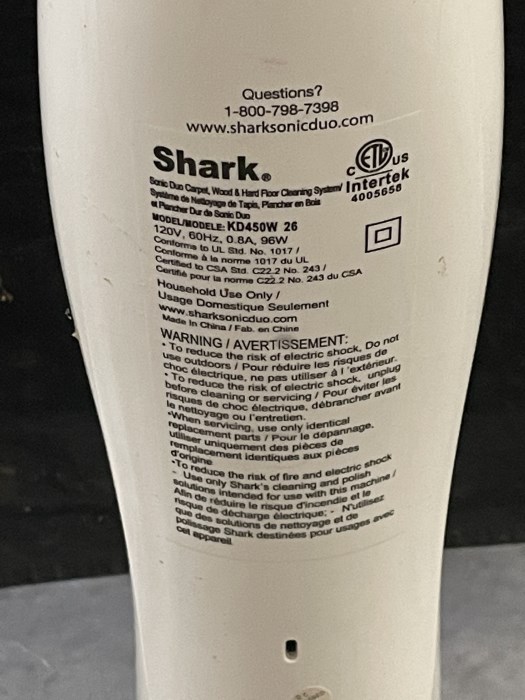 Questions?
1-800-798-7398
www.sharksonicduo.com
Shark®
c ETL us
Intertek
4005656
Sonic Duo Carpet, Wood & Hard Floor Cleaning System/
Système de Nettoyage de Tapis, Plancher en Bois
et Plancher Dur de Sonic Duo
MODEL/MODELE: KD450W 26
120V, 60Hz, 0.8A, 96W
Conforms to UL Std. No. 1017 /
Conforme à la norme 1017 du UL
Certified to CSA Std. C22.2 No. 243 /
Certifié pour la norme C22.2 No. 243 du CSA
Household Use Only /
Usage Domestique Seulement
www.sharksonicduo.com
Made in China / Fab. en Chine
WARNING / AVERTISSEMENT:
• To reduce the risk of electric shock, Do not
use outdoors / Pour réduire les risques de
choc électrique, ne pas utiliser à l'extérieur.
• To reduce the risk of electric shock, unplug
before cleaning or servicing / Pour éviter les
risques de choc électrique, débrancher avant
le nettoyage ou l'entretien.
•When servicing, use only identical
replacement parts / Pour le dépannage,
utiliser uniquement des pièces de
remplacement identiques aux pièces
d'origine
•To reduce the risk of fire and electric shock
- Use only Shark's cleaning and polish
solutions intended for use with this machine /
Afin de réduire le risque d'incendie et le
risque de décharge électrique; - N'utilisez
que des solutions de nettoyage et de
polissage Shark destinées pour usages avec
cet appareil.